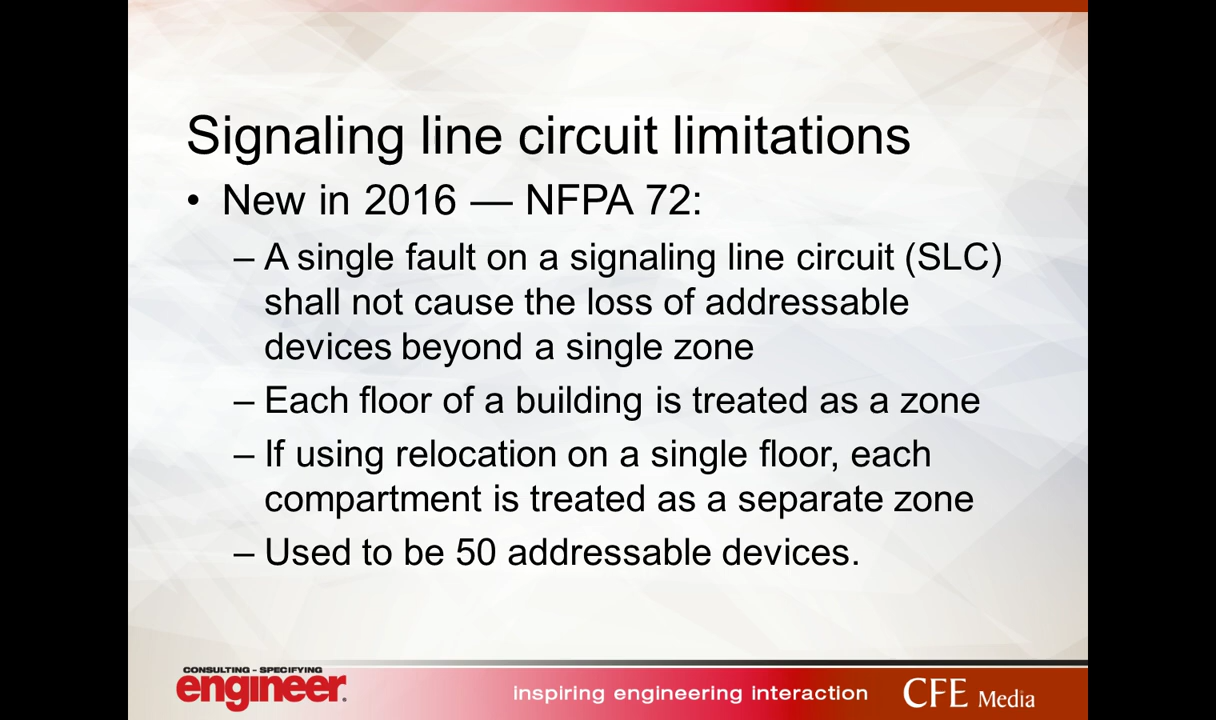 Signaling line circuit limitations
• New in 2016 — NFPA 72:
– A single fault on a signaling line circuit (SLC)
shall not cause the loss of addressable
devices beyond a single zone
– Each floor of a building is treated as a zone
– If using relocation on a single floor, each
compartment is treated as a separate zone
– Used to be 50 addressable devices.
CONSULTING - SPECIFYING
engineer.
inspiring engineering interaction
CFE Media